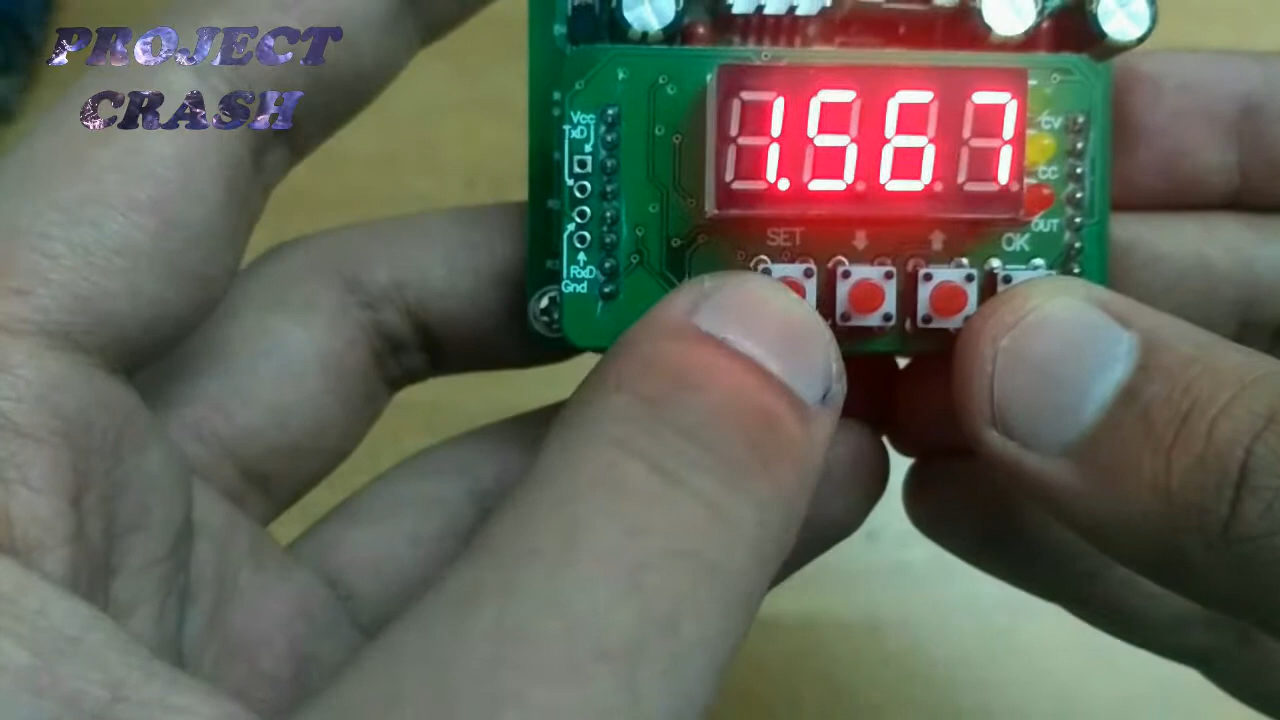 PROJECT
CRASH
Vcc
TxD
1.567
CV
CC
OUT
SET
OK
RxD
Gnd